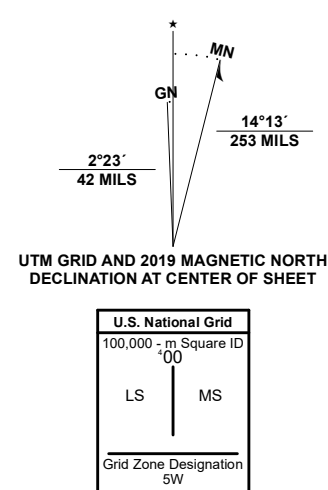 ★
MN
GN
14°13´
253 MILS
2°23´
42 MILS
UTM GRID AND 2019 MAGNETIC NORTH
DECLINATION AT CENTER OF SHEET
U.S. National Grid
100,000 - m Square ID
⁴00
LS MS
Grid Zone Designation
5W